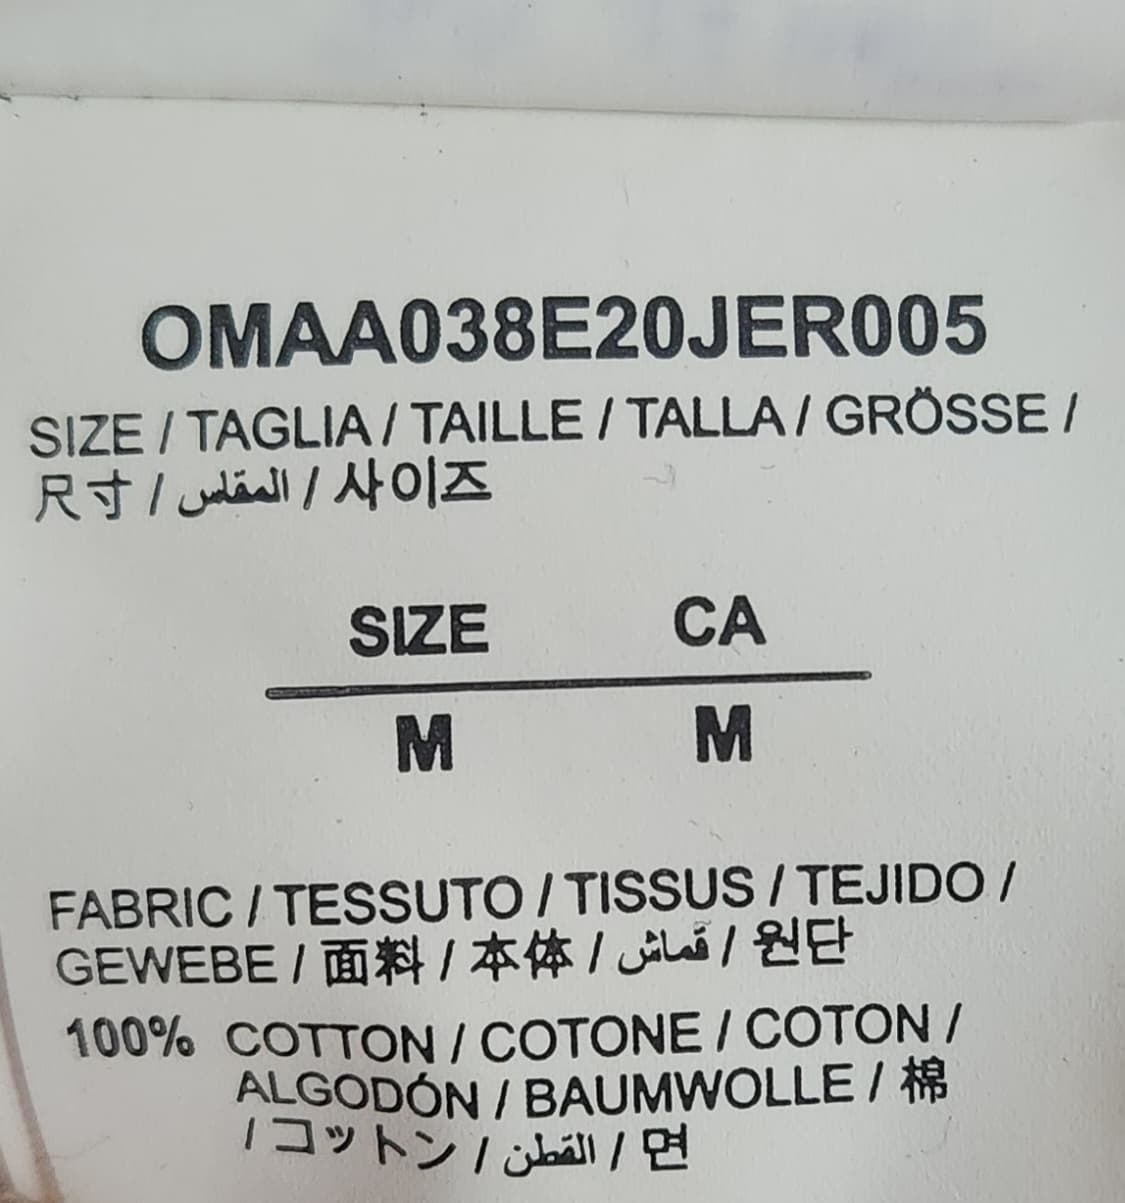 OMAA038E20JER005
SIZE / TAGLIA / TAILLE / TALLA / GRÖSSE /
尺寸 / المقلس / 사이즈
SIZE CA
M M
FABRIC / TESSUTO / TISSUS / TEJIDO /
GEWEBE / 面料 / 本体 / قماش / 원단
100% COTTON / COTONE / COTON /
ALGODÓN / BAUMWOLLE / 棉
/ コットン / القطن / 면